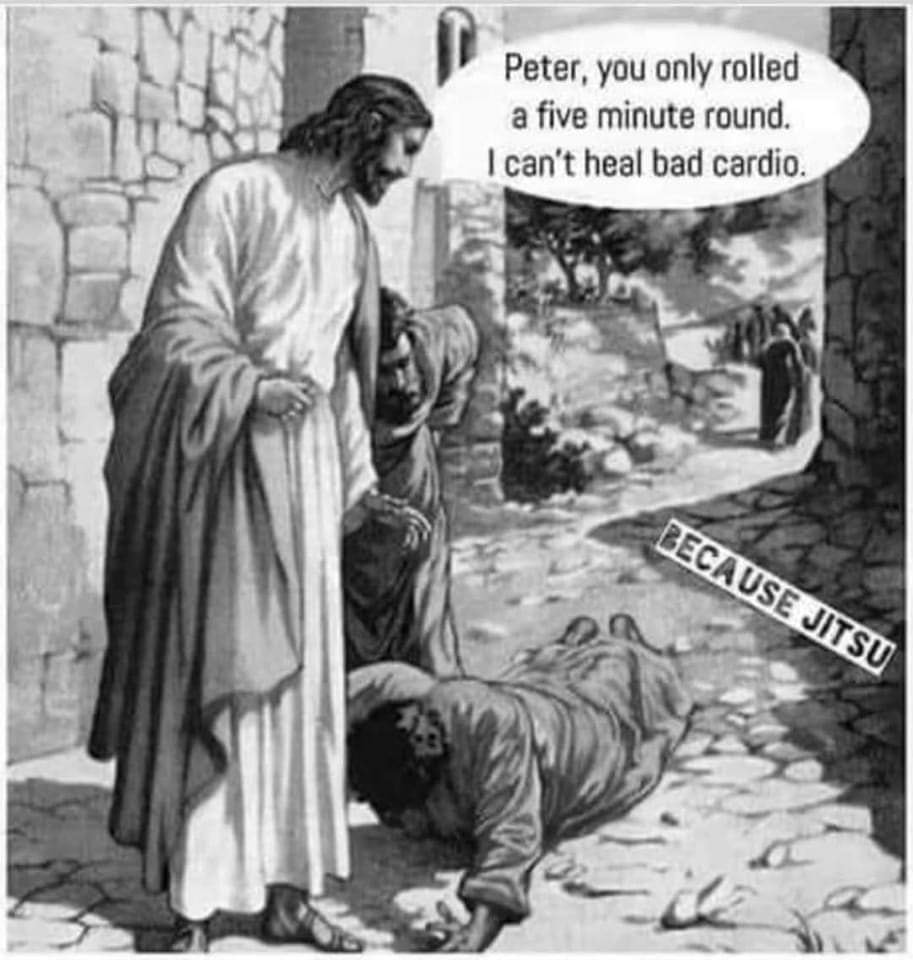 Peter, you only rolled
a five minute round.
I can't heal bad cardio.
BECAUSE JITSU